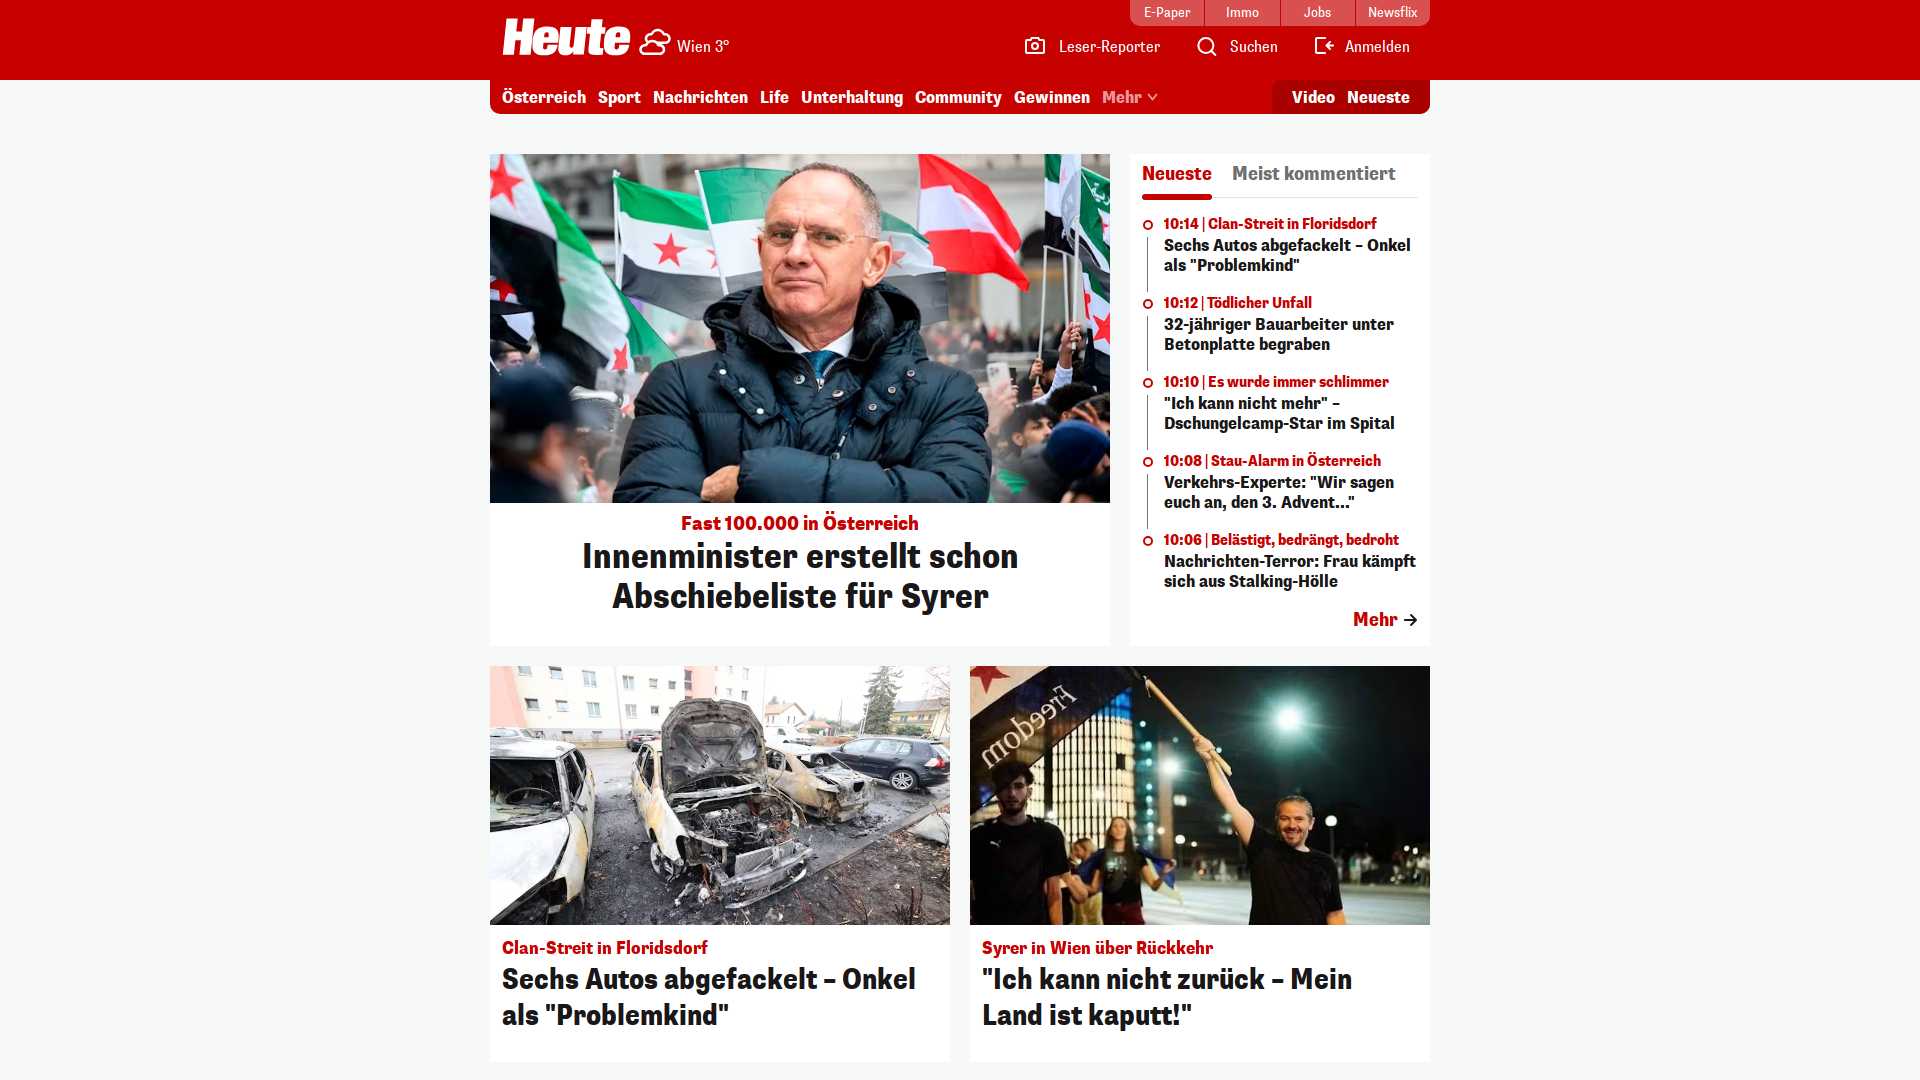 E-Paper
Immo
Jobs
Newsflix
Heute
Wien 3°
Leser-Reporter
Suchen
Anmelden
Österreich
Sport
Nachrichten
Life
Unterhaltung
Community
Gewinnen
Mehr
Video
Neueste
Fast 100.000 in Österreich
Innenminister erstellt schon
Abschiebeliste für Syrer
Neueste
Meist kommentiert
10:14 | Clan-Streit in Floridsdorf
Sechs Autos abgefackelt – Onkel
als "Problemkind"
10:12 | Tödlicher Unfall
32-jähriger Bauarbeiter unter
Betonplatte begraben
10:10 | Es wurde immer schlimmer
"Ich kann nicht mehr" –
Dschungelcamp-Star im Spital
10:08 | Stau-Alarm in Österreich
Verkehrs-Experte: "Wir sagen
euch an, den 3. Advent..."
10:06 | Belästigt, bedrängt, bedroht
Nachrichten-Terror: Frau kämpft
sich aus Stalking-Hölle
Mehr
Clan-Streit in Floridsdorf
Sechs Autos abgefackelt – Onkel
als "Problemkind"
Freedom
Syrer in Wien über Rückkehr
"Ich kann nicht zurück – Mein
Land ist kaputt!"